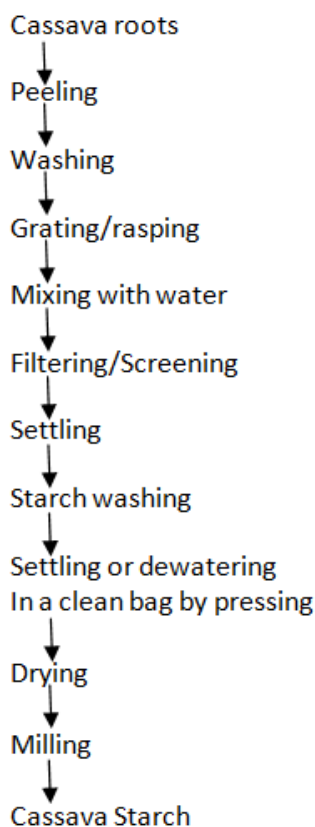 Cassava roots
Peeling
Washing
Grating/rasping
Mixing with water
Filtering/Screening
Settling
Starch washing
Settling or dewatering
In a clean bag by pressing
Drying
Milling
Cassava Starch